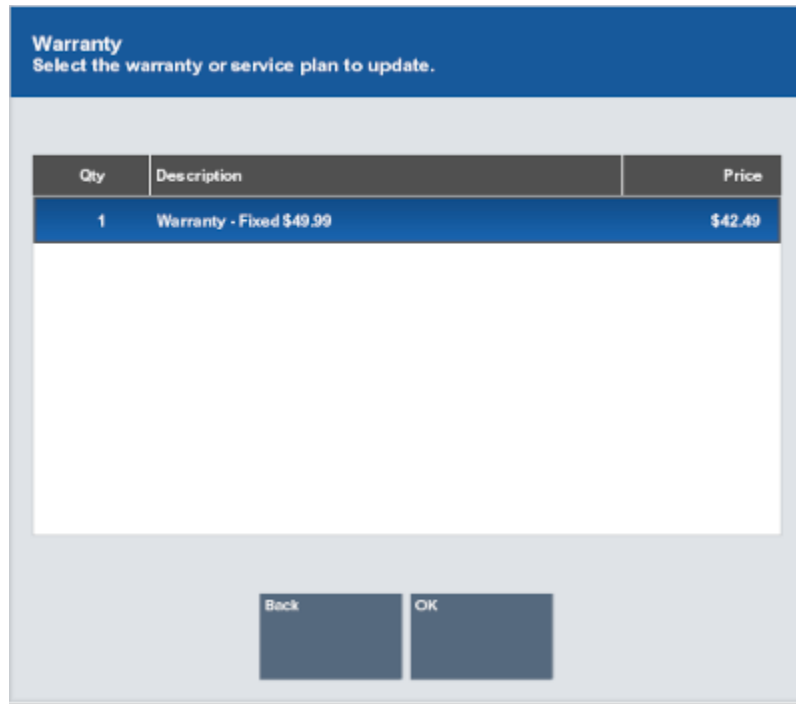 Warranty
Select the warranty or service plan to update.
Qty Description Price
1 Warranty - Fixed $49.99 $42.49
Back OK